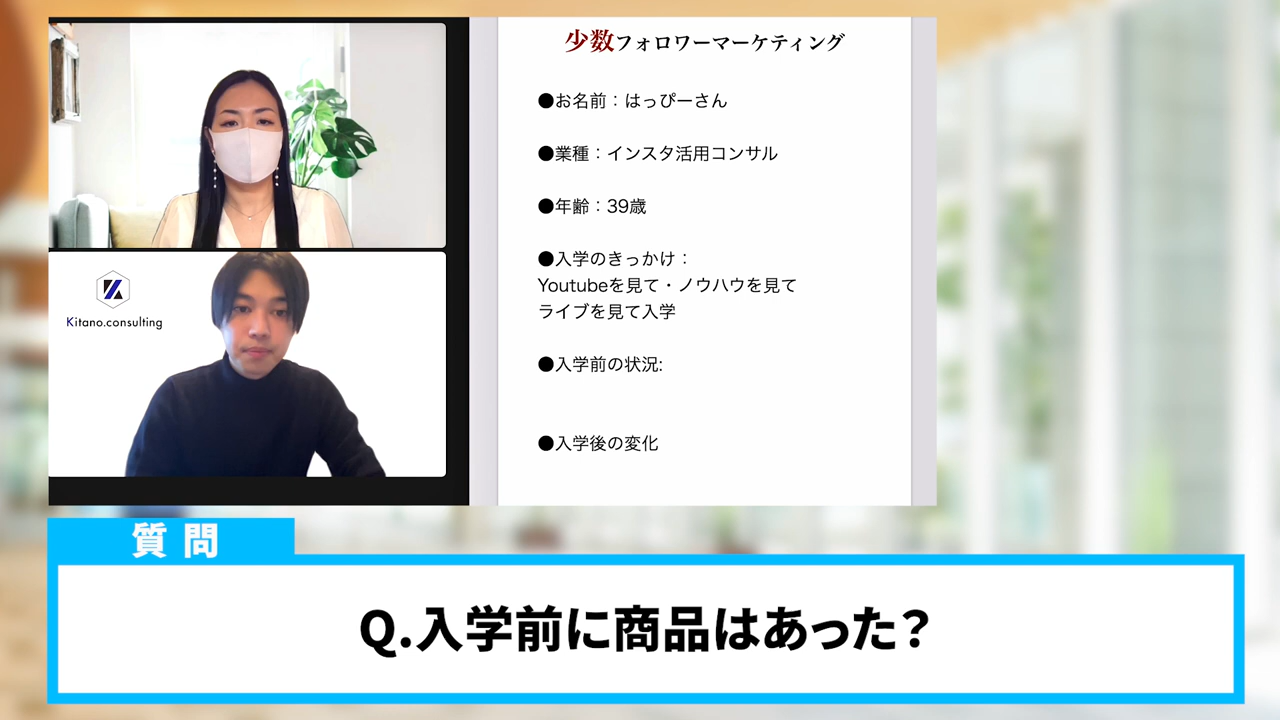 少数フォロワーマーケティング
●お名前：はっぴーさん
●業種：インスタ活用コンサル
●年齢：39歳
●入学のきっかけ：
Youtubeを見て・ノウハウを見て
ライブを見て入学
●入学前の状況:
●入学後の変化
Kitano.consulting
質問
Q.入学前に商品はあった？